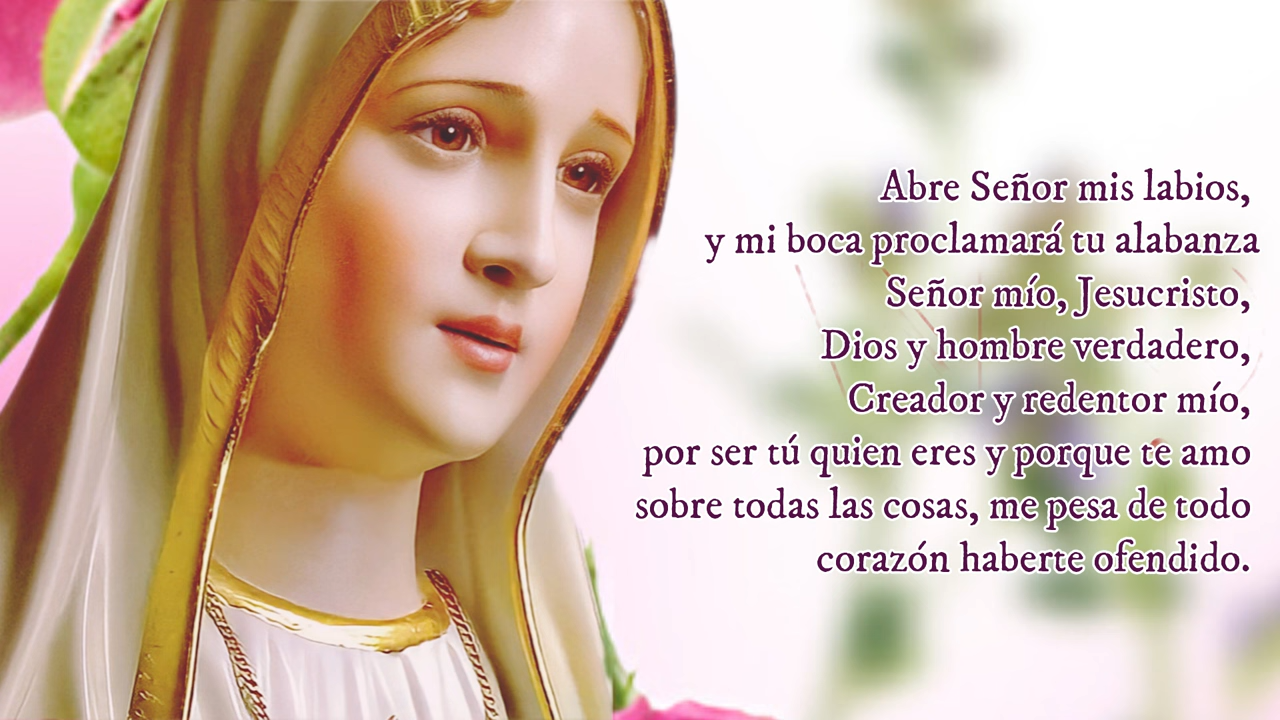 Abre Señor mis labios,
y mi boca proclamará tu alabanza
Señor mío, Jesucristo,
Dios y hombre verdadero,
Creador y redentor mío,
por ser tú quien eres y porque te amo
sobre todas las cosas, me pesa de todo
corazón haberte ofendido.